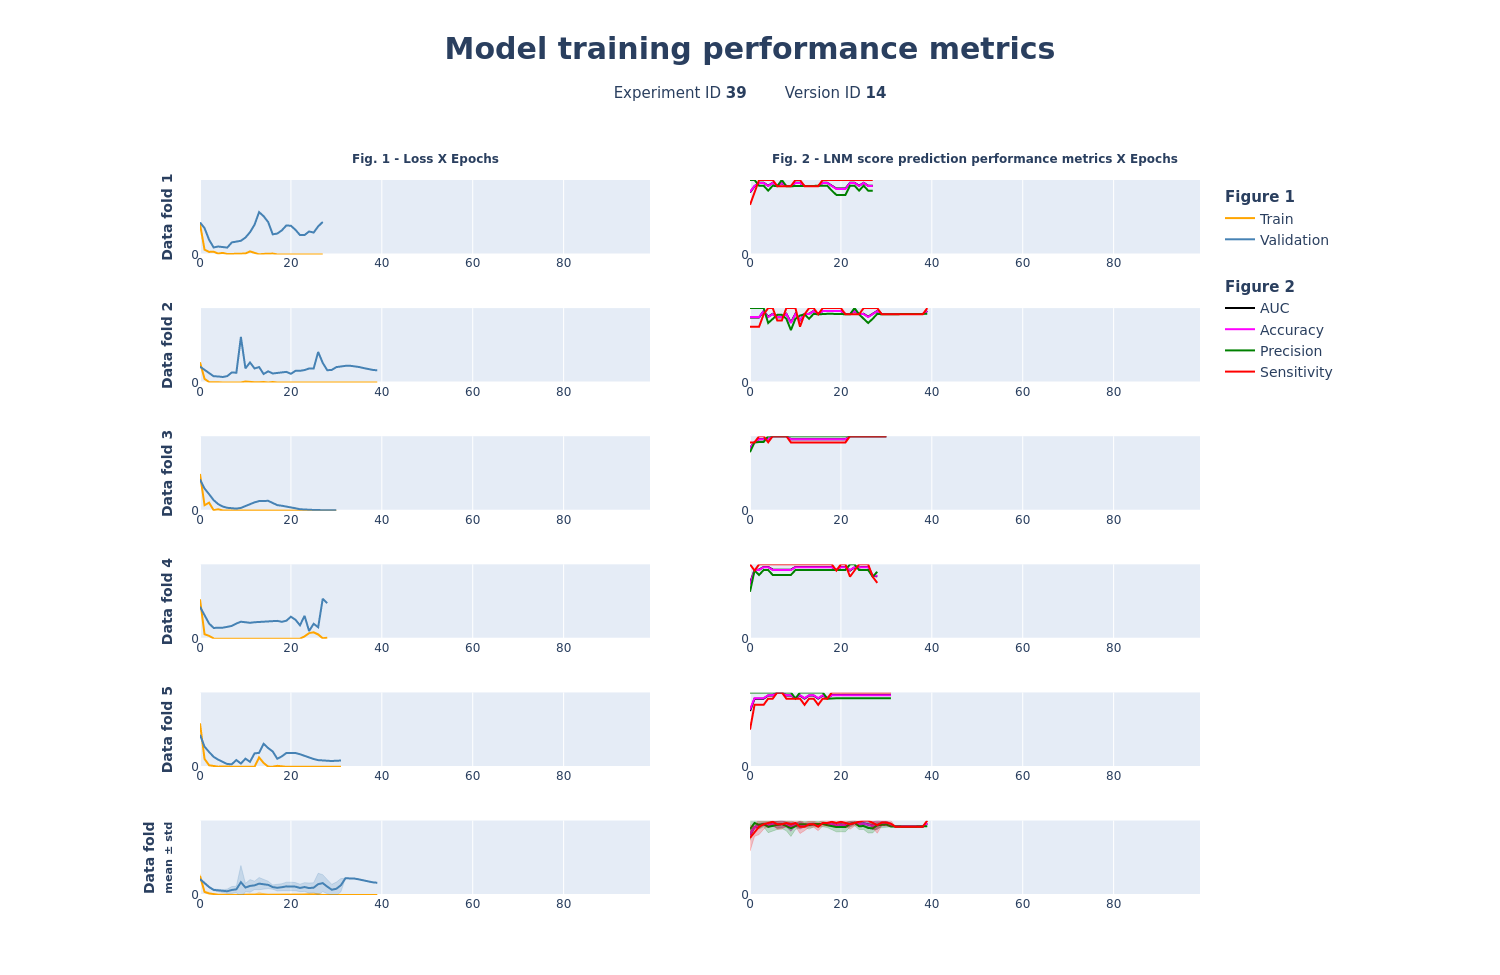 Model training performance metrics
Experiment ID 39 Version ID 14
Fig. 1 - Loss X Epochs
Fig. 2 - LNM score prediction performance metrics X Epochs
Data fold 1
0
0 20 40 60 80
0
0 20 40 60 80
Data fold 2
0
0 20 40 60 80
0
0 20 40 60 80
Data fold 3
0
0 20 40 60 80
0 20 40 60 80
Data fold 4
0
0 20 40 60 80
0
0 20 40 60 80
Data fold 5
0
0 20 40 60 80
0
0 20 40 60 80
Data fold
mean ± std
0
0 20 40 60 80
0
0 20 40 60 80
Figure 1
Train
Validation
Figure 2
AUC
Accuracy
Precision
Sensitivity